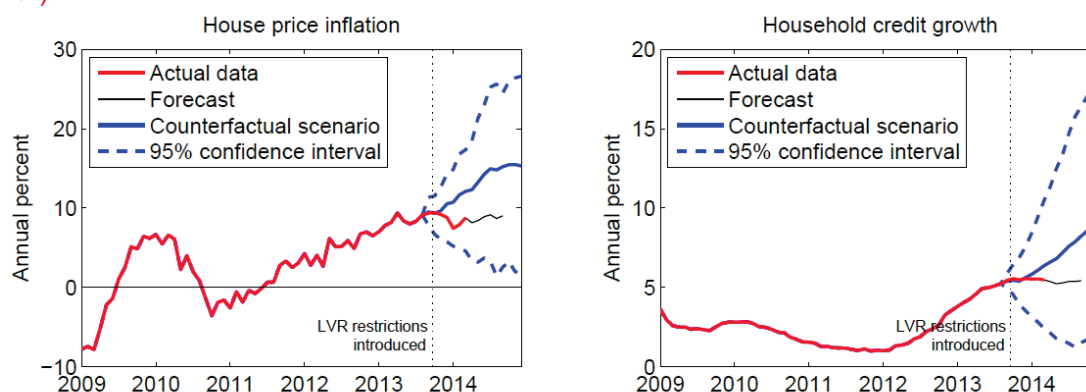 House price inflation
30
20
10
0
−10
Annual percent
Actual data
Forecast
Counterfactual scenario
95% confidence interval
LVR restrictions
introduced
2009 2010 2011 2012 2013 2014
Household credit growth
20
15
10
5
0
Annual percent
Actual data
Forecast
Counterfactual scenario
95% confidence interval
LVR restrictions
introduced
2009 2010 2011 2012 2013 2014